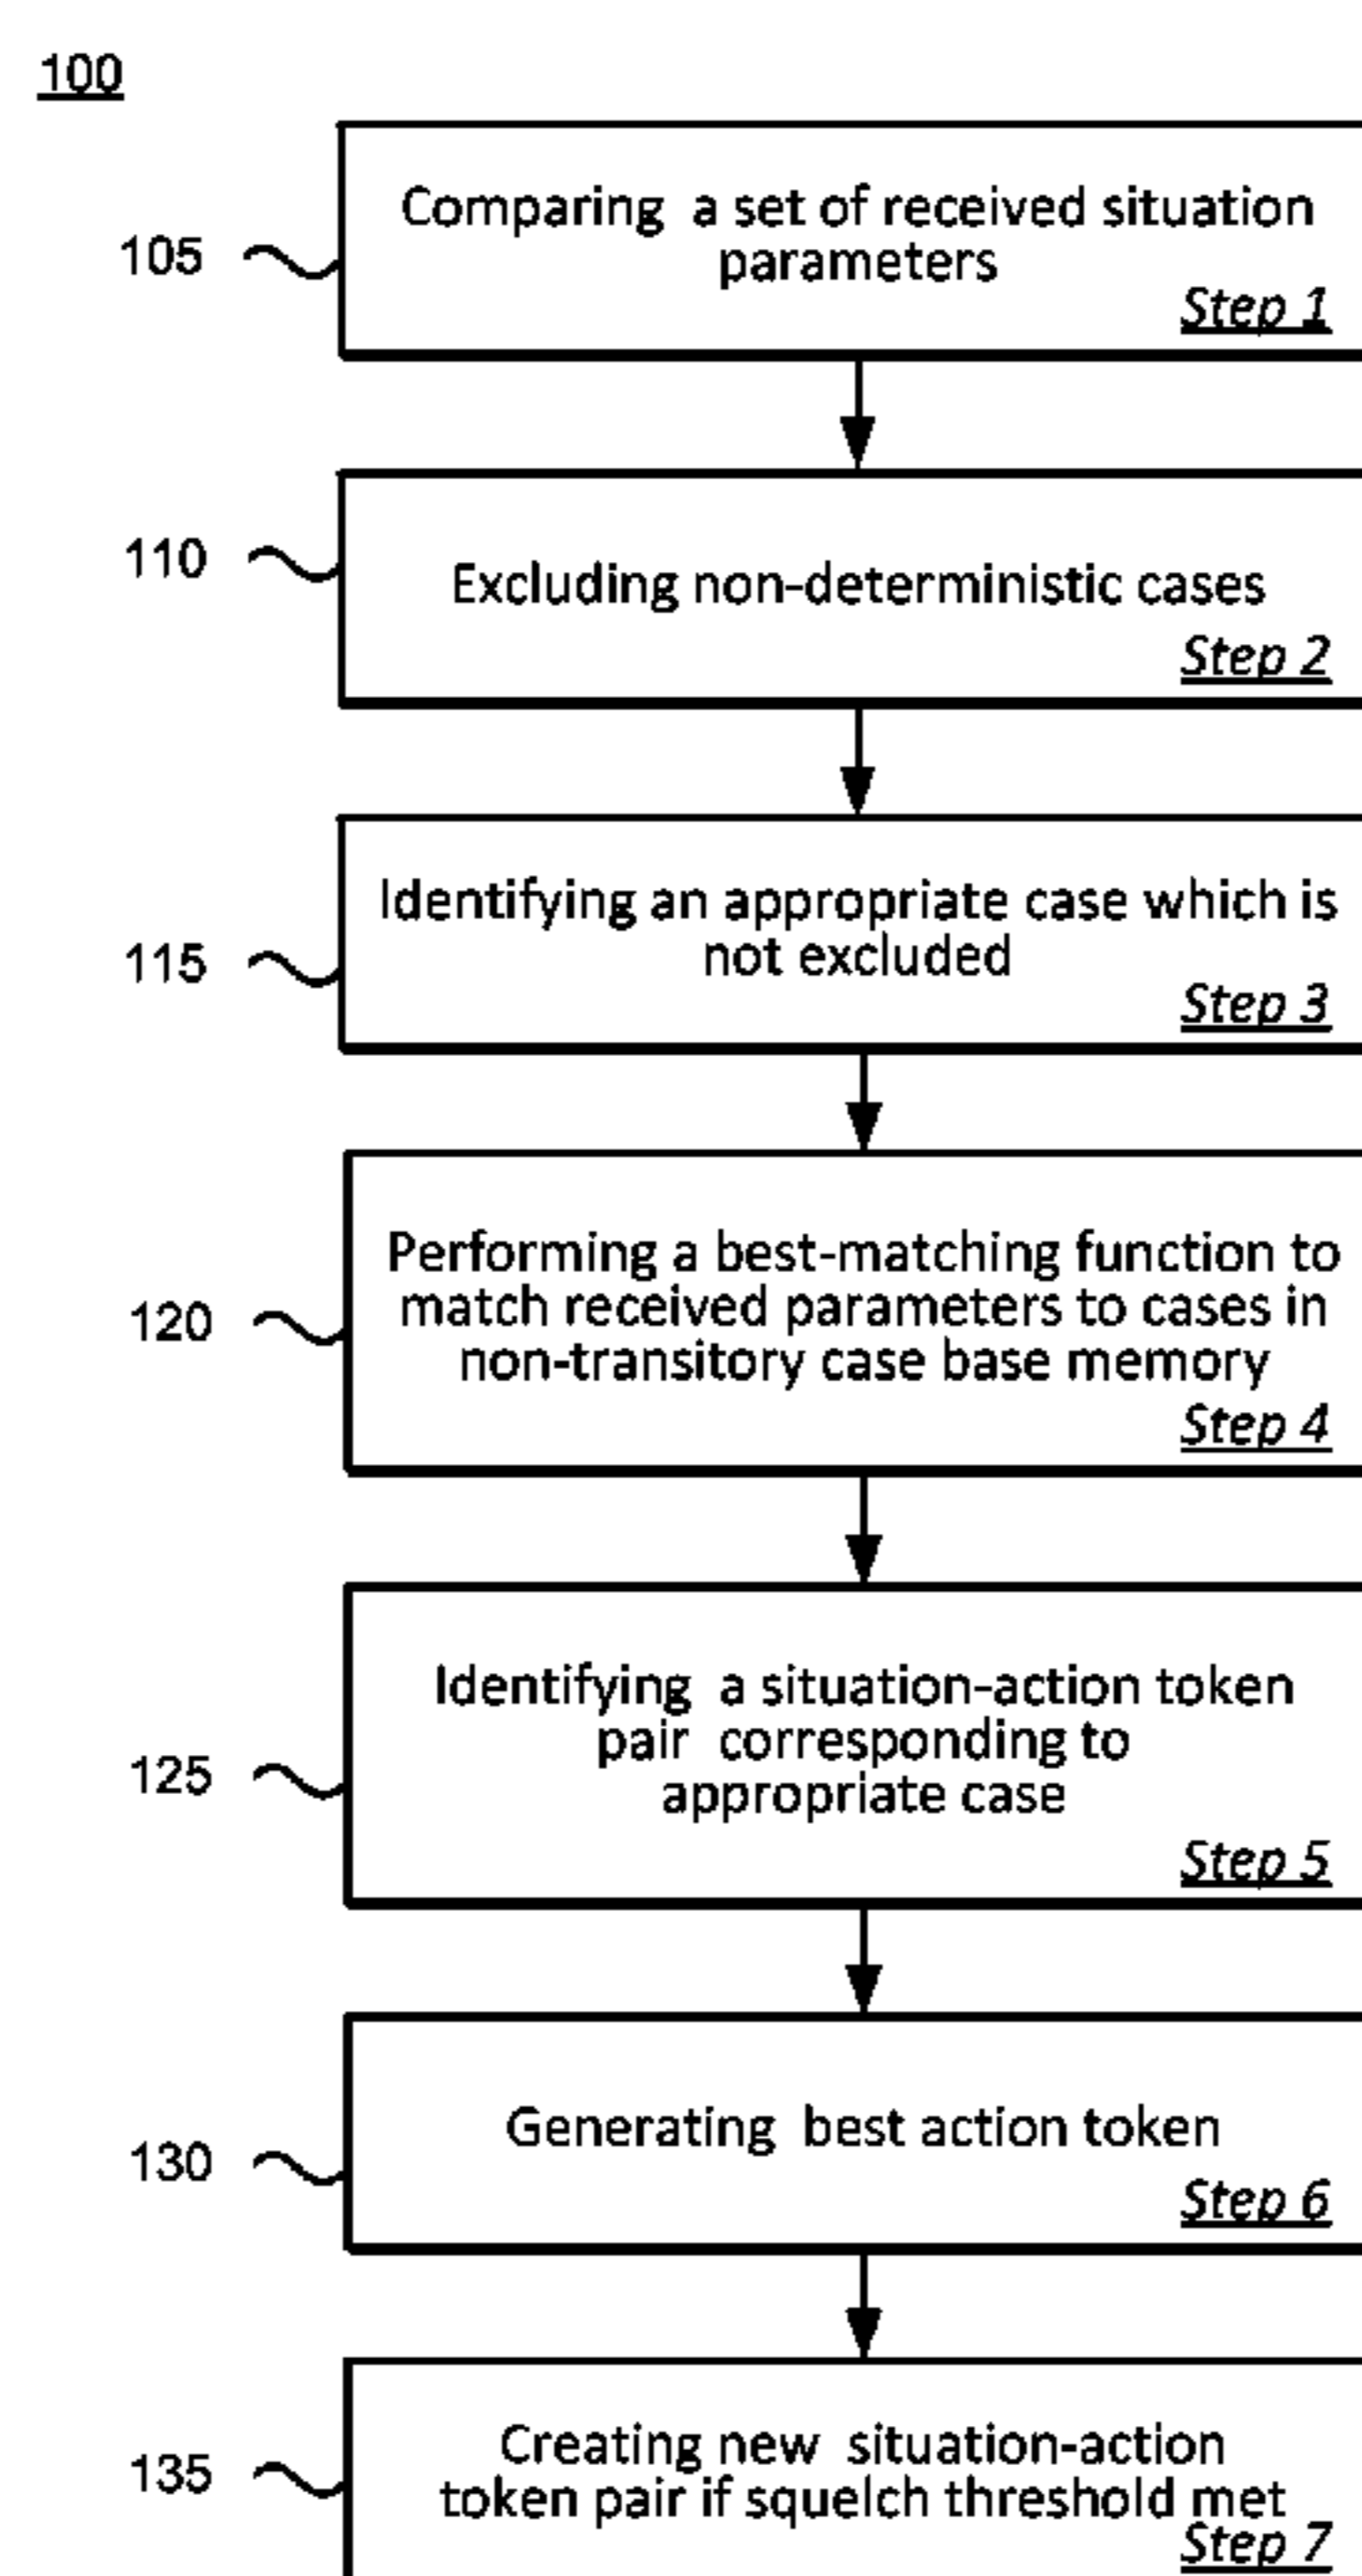 100
105
Comparing a set of received situation
parameters
Step 1
110
Excluding non-deterministic cases
Step 2
115
Identifying an appropriate case which is
not excluded
Step 3
120
Performing a best-matching function to
match received parameters to cases in
non-transitory case base memory
Step 4
125
Identifying a situation-action token
pair corresponding to
appropriate case
Step 5
130
Generating best action token
Step 6
135
Creating new situation-action
token pair if squelch threshold met
Step 7